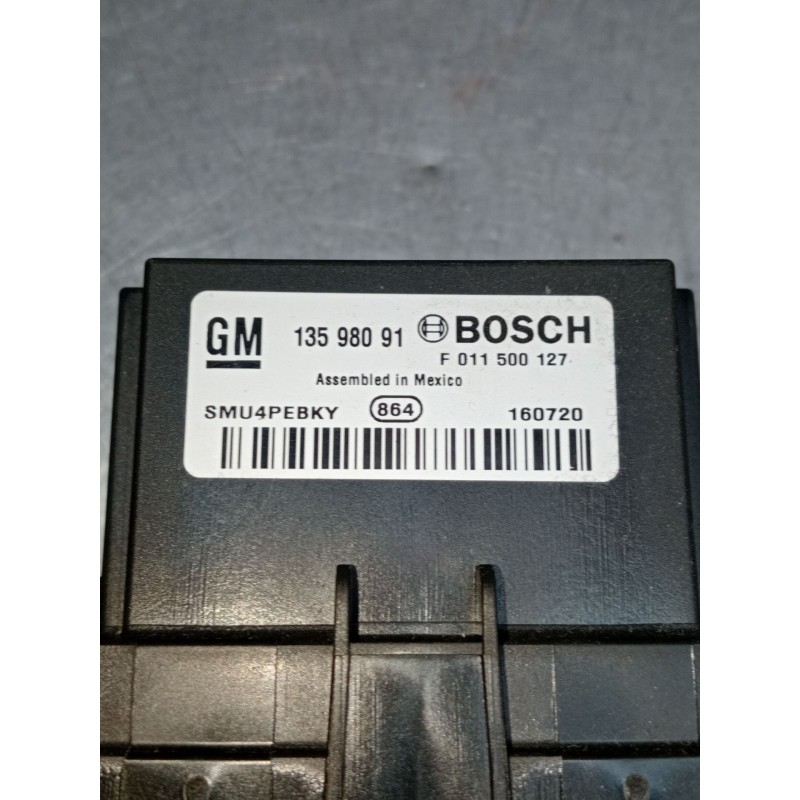 GM 135 980 91 BOSCH
F 011 500 127
Assembled in Mexico
SMU4PEBKY 864 160720